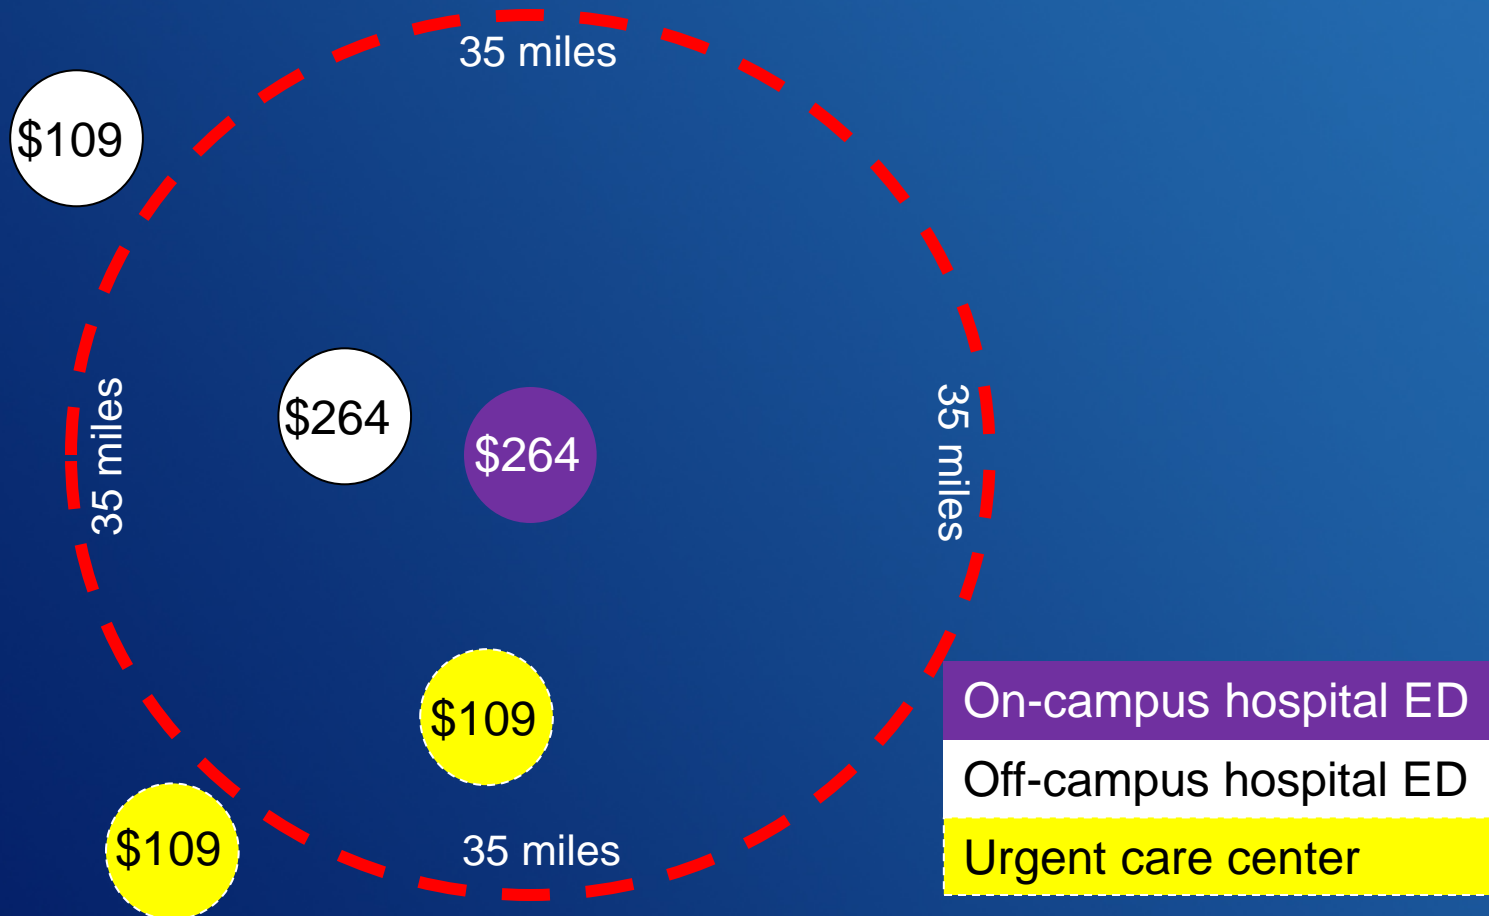 35 miles
$109
$264
$264
35 miles
35 miles
$109
$109
35 miles
On-campus hospital ED
Off-campus hospital ED
Urgent care center